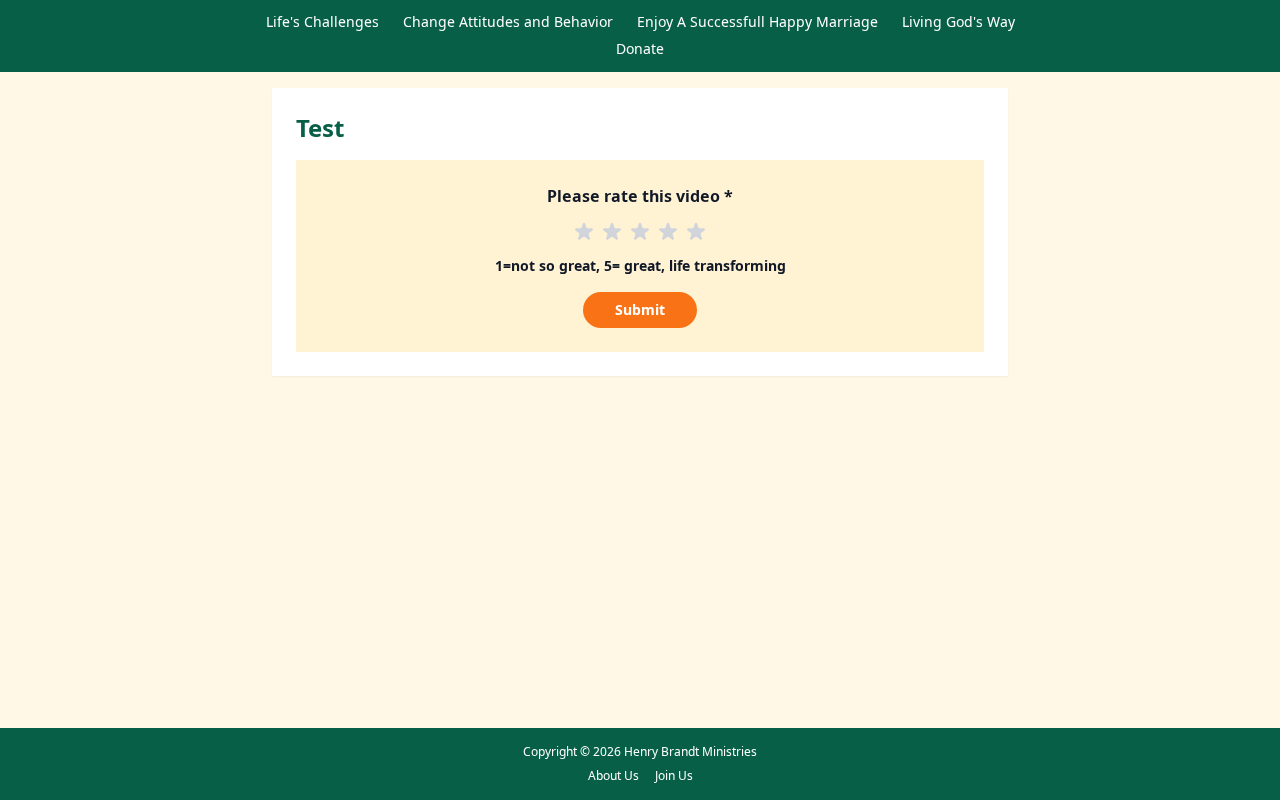 Life's Challenges Change Attitudes and Behavior Enjoy A Successfull Happy Marriage Living God's Way
Donate
Test
Please rate this video *
1=not so great, 5= great, life transforming
Submit
Copyright © 2026 Henry Brandt Ministries
About Us Join Us